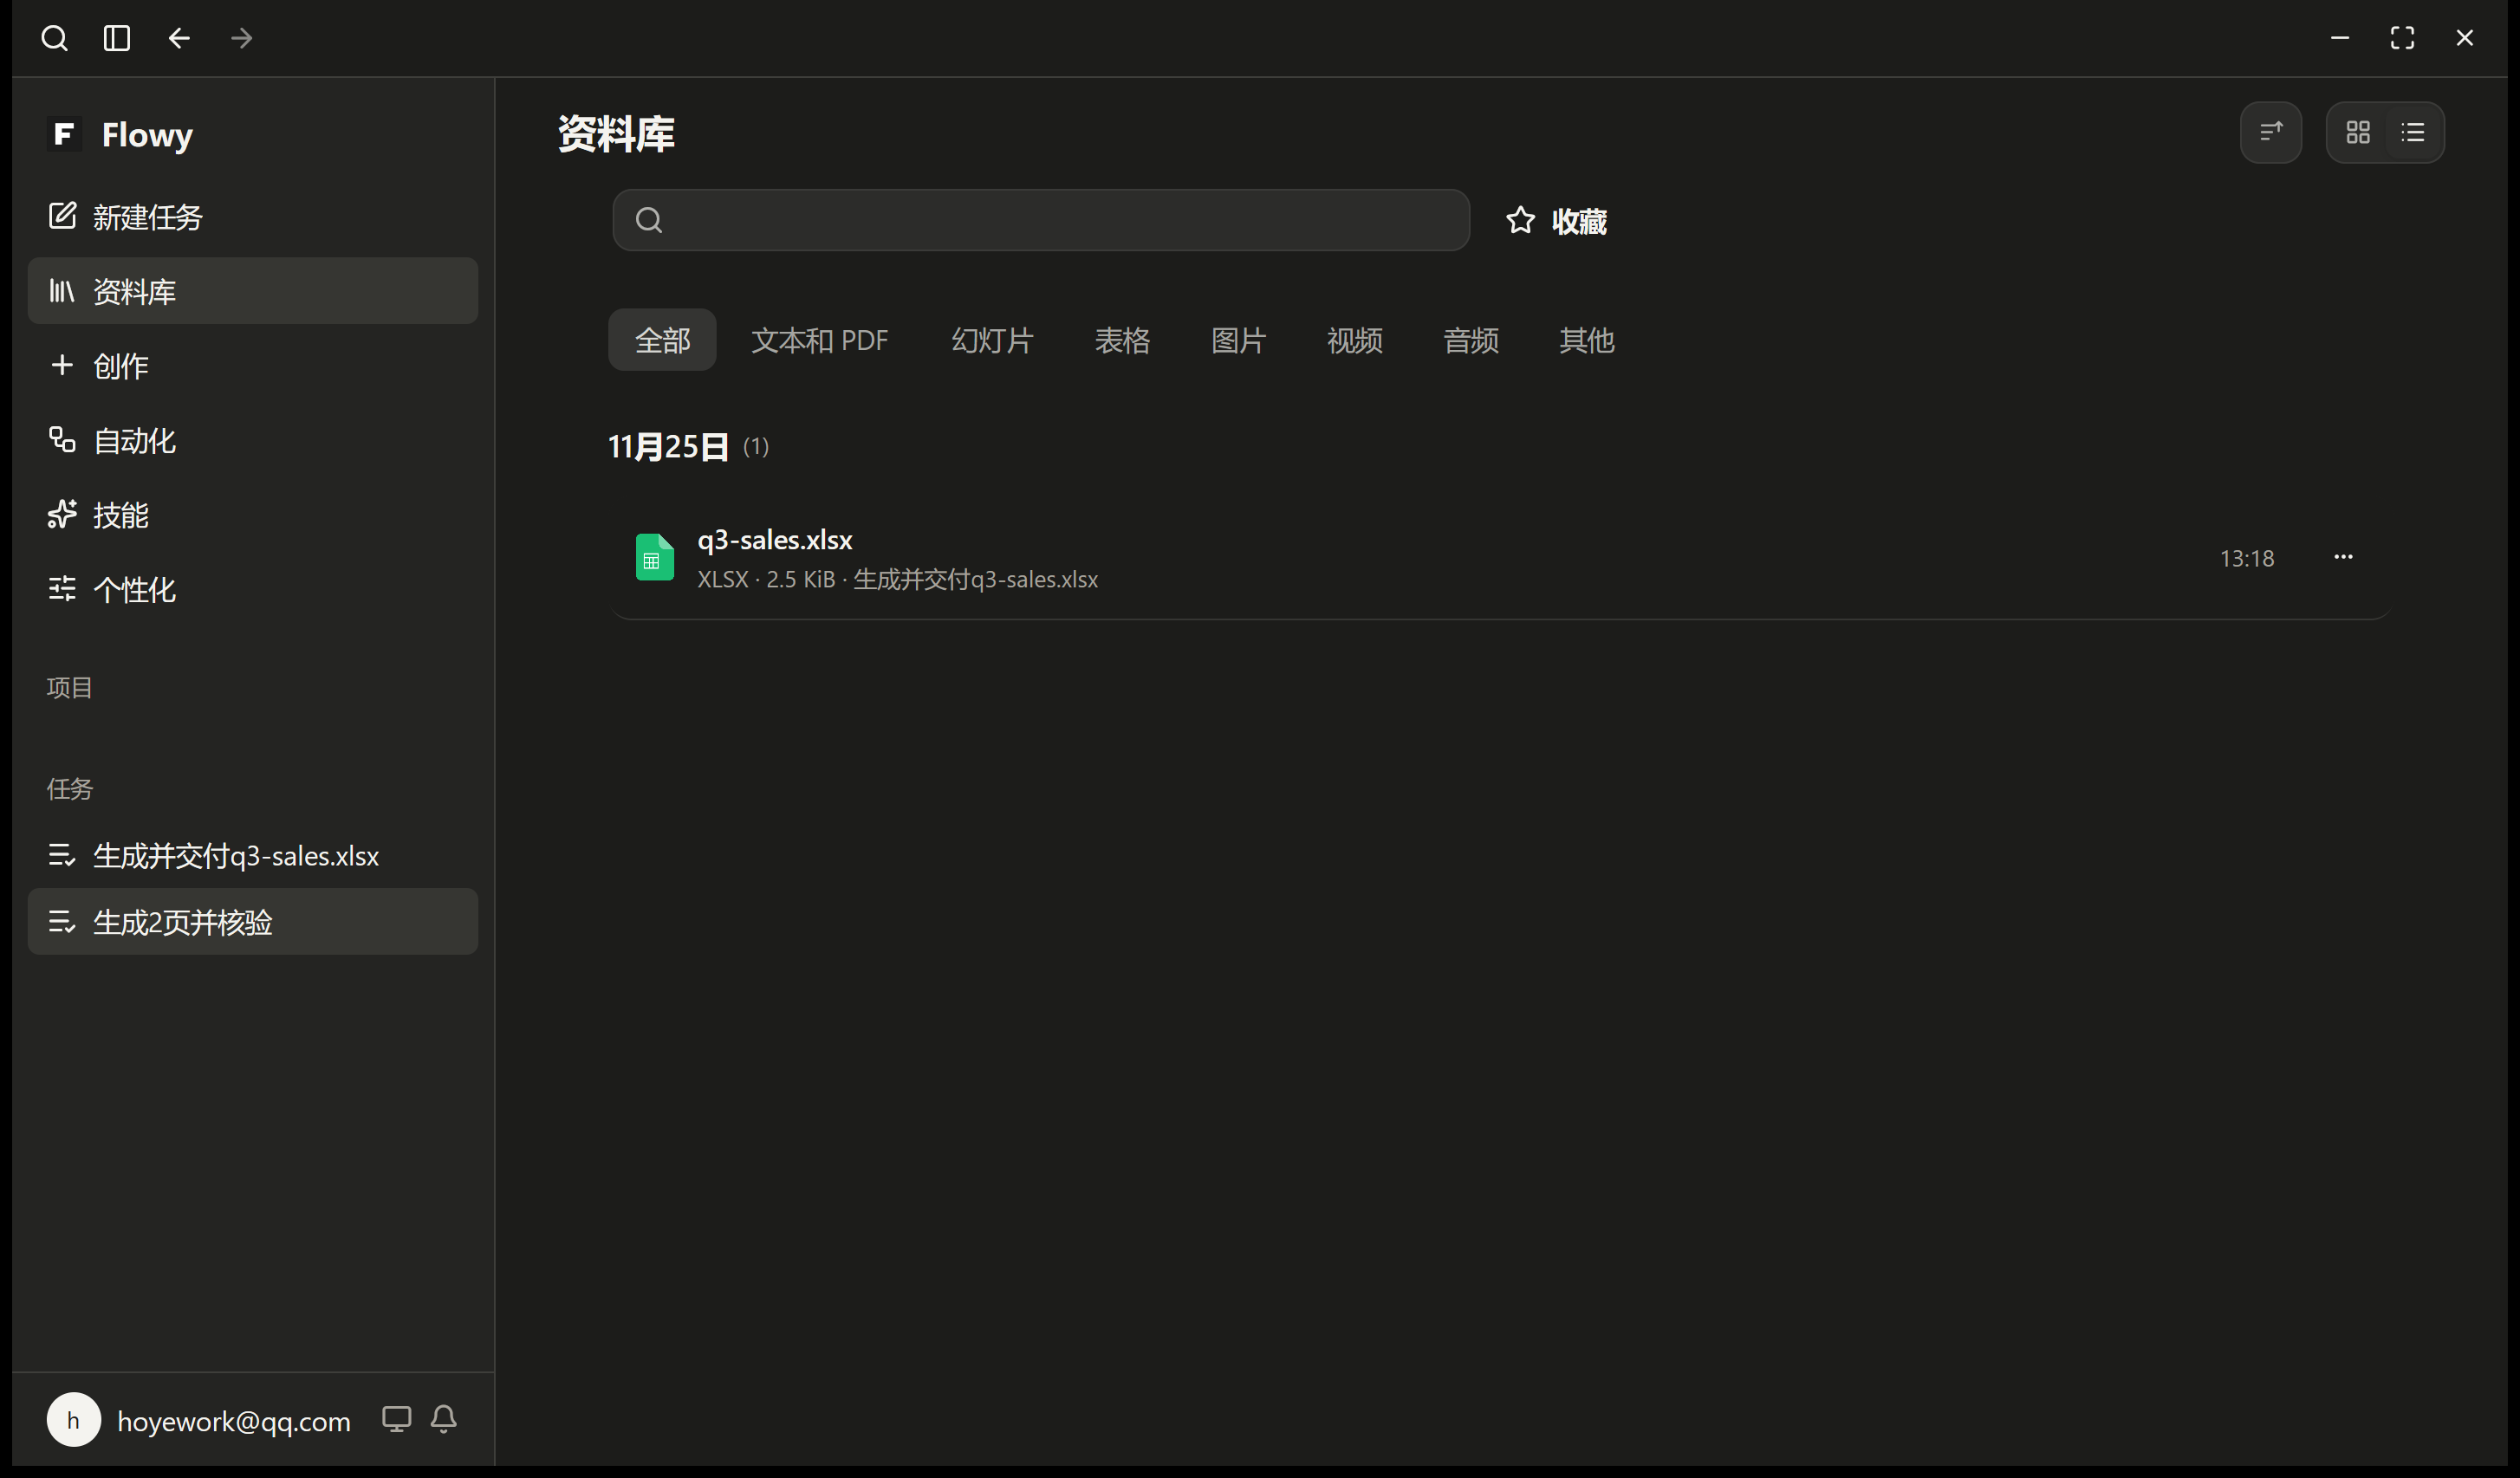 F Flowy
新建任务
资料库
创作
自动化
技能
个性化
项目
任务
生成并交付q3-sales.xlsx
生成2页并核验
h hoyework@qq.com
资料库
收藏
全部 文本和 PDF 幻灯片 表格 图片 视频 音频 其他
11月25日 (1)
q3-sales.xlsx
XLSX · 2.5 KiB · 生成并交付q3-sales.xlsx
13:18